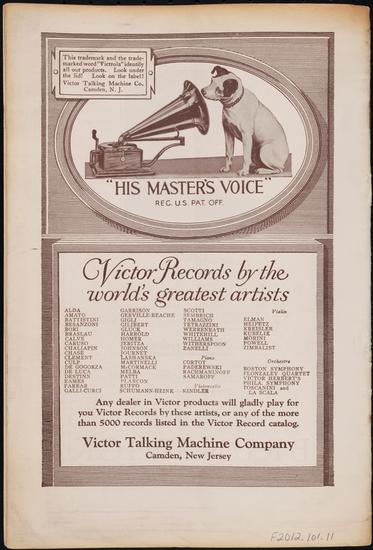 This trademark and the trade-
marked word "Victrola" identify
all our products. Look under
the lid! Look on the label!
Victor Talking Machine Co.
Camden, N. J.
"HIS MASTER'S VOICE"
REG. U.S. PAT. OFF.
Victor Records by the
world's greatest artists
ALDA
AMATO
BATTISTINI
BESANZONI
BORI
BRASLAU
CALVÉ
CARUSO
CHALIAPIN
CHASE
CLEMENT
CULP
DE GOGORZA
DE LUCA
DESTINN
EAMES
FARRAR
GALLI-CURCI
GARRISON
GERVILLE-RÉACHE
GIGLI
GILIBERT
GLUCK
HARROLD
HOMER
JERITZA
JOHNSON
JOURNET
LASHANSKA
MARTINELLI
McCORMACK
MELBA
PATTI
PLANCON
RUFFO
SCHUMANN-HEINK
SCOTTI
SEMBRICH
TAMAGNO
TETRAZZINI
WERRENRATH
WHITEHILL
WILLIAMS
WITHERSPOON
ZANELLI
Piano
CORTOT
PADEREWSKI
RACHMANINOFF
SAMAROFF
Violoncello
KINDLER
Violin
ELMAN
HEIFETZ
KREISLER
KUBELIK
MORINI
POWELL
ZIMBALIST
Orchestra
BOSTON SYMPHONY
FLONZALEY QUARTET
VICTOR HERBERT'S
PHILA. SYMPHONY
TOSCANINI and
LA SCALA
Any dealer in Victor products will gladly play for
you Victor Records by these artists, or any of the more
than 5000 records listed in the Victor Record catalog.
Victor Talking Machine Company
Camden, New Jersey
F2012.101.11